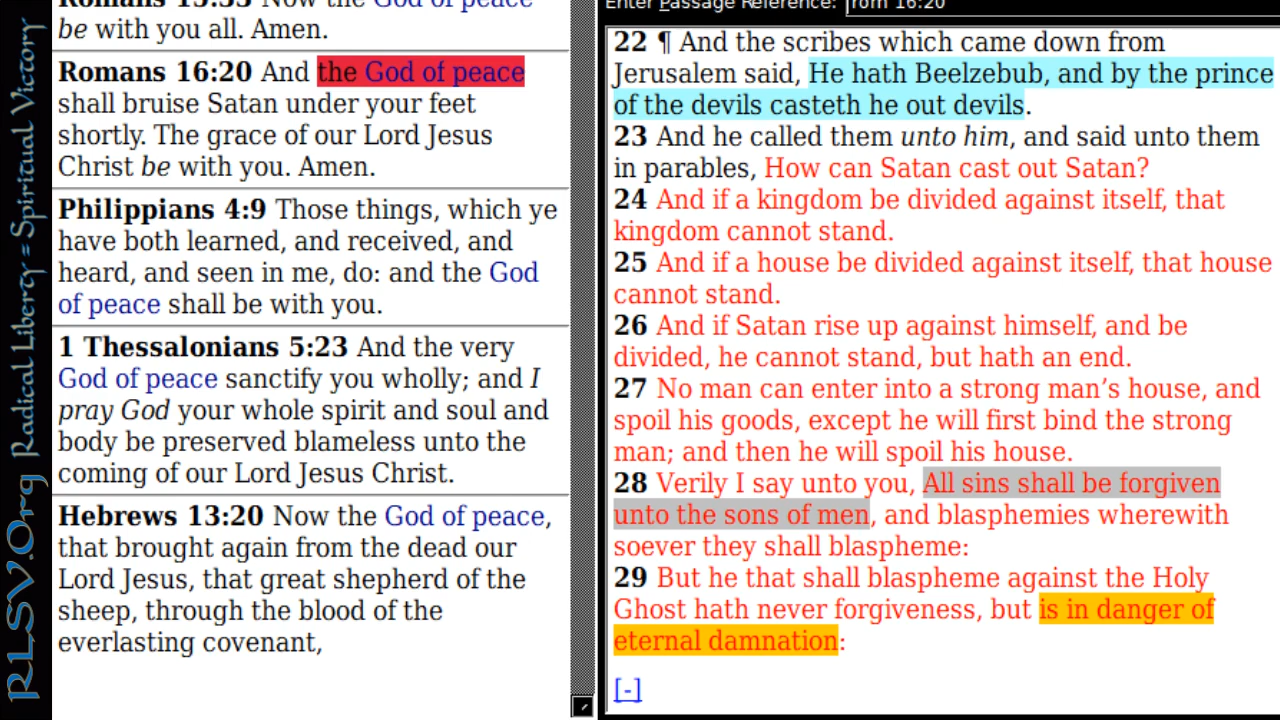 RLSV.Org Radical Liberty = Spiritual Victory
Romans 15:33 Now the God of peace
be with you all. Amen.
Romans 16:20 And the God of peace
shall bruise Satan under your feet
shortly. The grace of our Lord Jesus
Christ be with you. Amen.
Philippians 4:9 Those things, which ye
have both learned, and received, and
heard, and seen in me, do: and the God
of peace shall be with you.
1 Thessalonians 5:23 And the very
God of peace sanctify you wholly; and I
pray God your whole spirit and soul and
body be preserved blameless unto the
coming of our Lord Jesus Christ.
Hebrews 13:20 Now the God of peace,
that brought again from the dead our
Lord Jesus, that great shepherd of the
sheep, through the blood of the
everlasting covenant,
Enter Passage Reference: rom 16:20
22 ¶ And the scribes which came down from
Jerusalem said, He hath Beelzebub, and by the prince
of the devils casteth he out devils.
23 And he called them unto him, and said unto them
in parables, How can Satan cast out Satan?
24 And if a kingdom be divided against itself, that
kingdom cannot stand.
25 And if a house be divided against itself, that house
cannot stand.
26 And if Satan rise up against himself, and be
divided, he cannot stand, but hath an end.
27 No man can enter into a strong man’s house, and
spoil his goods, except he will first bind the strong
man; and then he will spoil his house.
28 Verily I say unto you, All sins shall be forgiven
unto the sons of men, and blasphemies wherewith
soever they shall blaspheme:
29 But he that shall blaspheme against the Holy
Ghost hath never forgiveness, but is in danger of
eternal damnation:
[-]